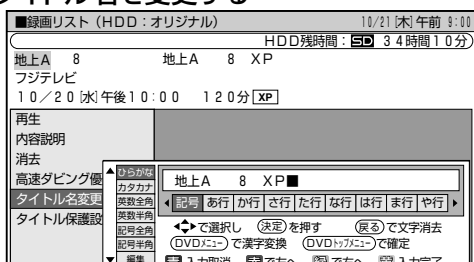 タイトル名を変更する
■録画リスト(HDD:オリジナル) 10/21[木]午前 9:00
HDD残時間:SD 34時間10分
地上A 8 地上A 8 XP
フジテレビ
10/20[水]午後10:00 120分 XP
再生
内容説明
消去
高速ダビング優
タイトル名変更
タイトル保護設
▲ ひらがな
カタカナ
英数全角
英数半角
記号全角
記号半角
▼ 編集
地上A 8 XP■
記号 あ行 か行 さ行 た行 な行 は行 ま行 や行
で選択し 決定を押す 戻るで文字消去
DVDメニューで漢字変換 DVDトップメニューで確定
入力取消 で左へ で右へ 入力完了